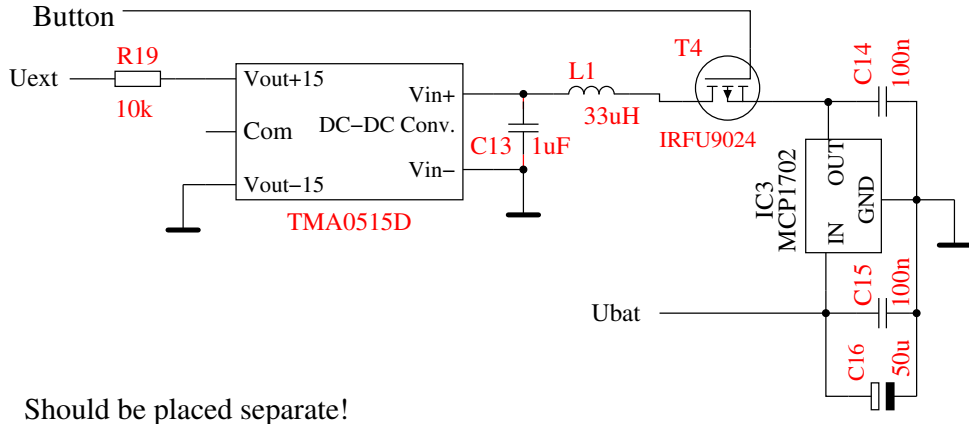 Button
T4
R19
Uext
10k
Vout+15
Com
Vout−15
Vin+
DC−DC Conv.
Vin−
TMA0515D
C13
1uF
L1
33uH
IRFU9024
C14
100n
IC3
MCP1702
OUT
GND
IN
C15
100n
Ubat
C16
50u
Should be placed separate!